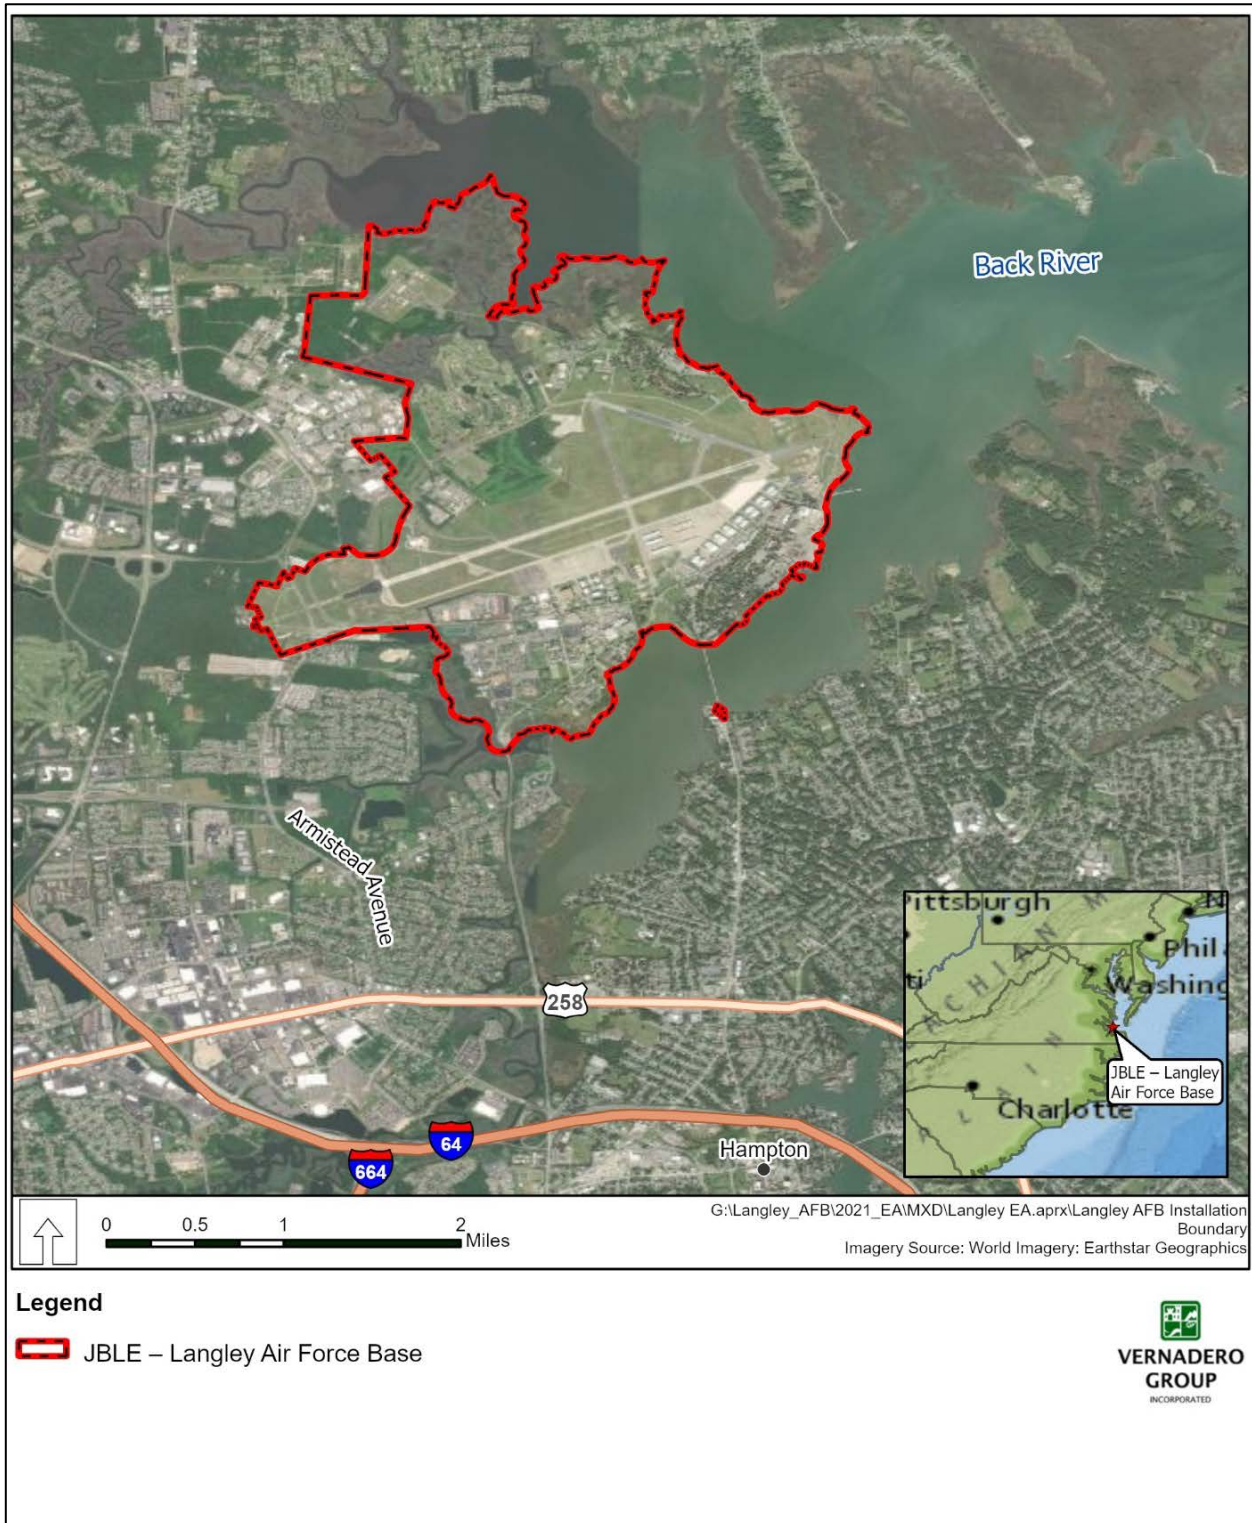 Back River
Armistead
Avenue
258
64
664
Hampton
ittsburgh
Phil
Washing
ACHIAN M
JBLE – Langley
Air Force Base
Charlotte
0 0.5 1 2
Miles
G:\Langley_AFB\2021_EA\MXD\Langley EA.aprx\Langley AFB Installation
Boundary
Imagery Source: World Imagery: Earthstar Geographics
Legend
JBLE – Langley Air Force Base
VERNADERO
GROUP
INCORPORATED